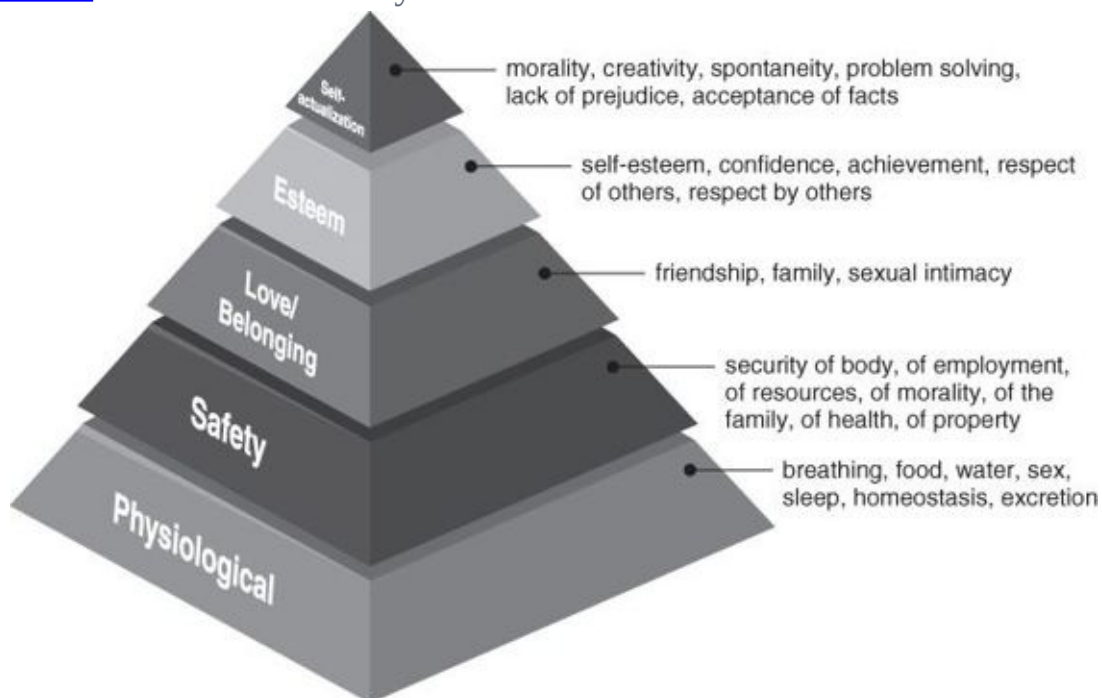 Self-
actualization
morality, creativity, spontaneity, problem solving,
lack of prejudice, acceptance of facts
Esteem
self-esteem, confidence, achievement, respect
of others, respect by others
Love/
Belonging
friendship, family, sexual intimacy
Safety
security of body, of employment,
of resources, of morality, of the
family, of health, of property
Physiological
breathing, food, water, sex,
sleep, homeostasis, excretion